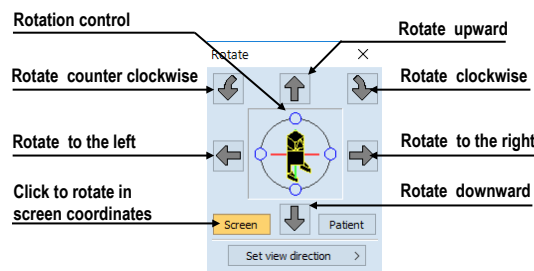 Rotation control
Rotate upward
Rotate
Rotate counter clockwise
Rotate clockwise
Rotate to the left
Rotate to the right
Click to rotate in
screen coordinates
Rotate downward
Screen
Patient
Set view direction >